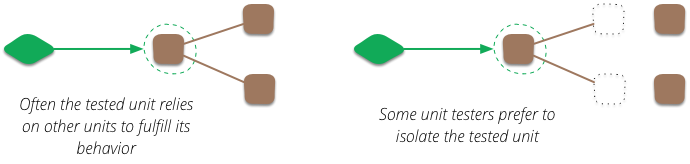 Often the tested unit relies
on other units to fulfill its
behavior
Some unit testers prefer to
isolate the tested unit